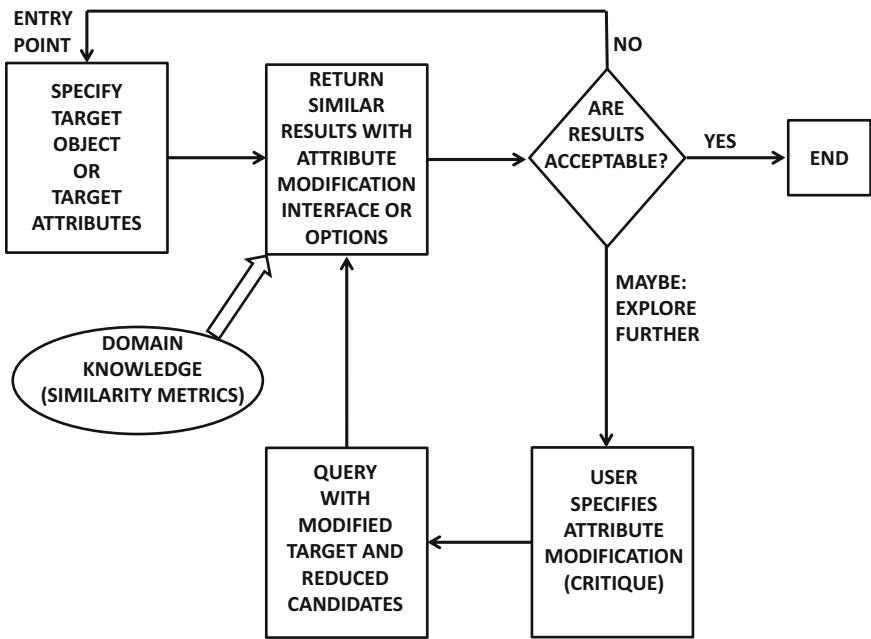 ENTRY
POINT
SPECIFY
TARGET
OBJECT
OR
TARGET
ATTRIBUTES
RETURN
SIMILAR
RESULTS WITH
ATTRIBUTE
MODIFICATION
INTERFACE OR
OPTIONS
NO
ARE
RESULTS
ACCEPTABLE?
YES
END
MAYBE:
EXPLORE
FURTHER
DOMAIN
KNOWLEDGE
(SIMILARITY METRICS)
QUERY
WITH
MODIFIED
TARGET AND
REDUCED
CANDIDATES
USER
SPECIFIES
ATTRIBUTE
MODIFICATION
(CRITIQUE)